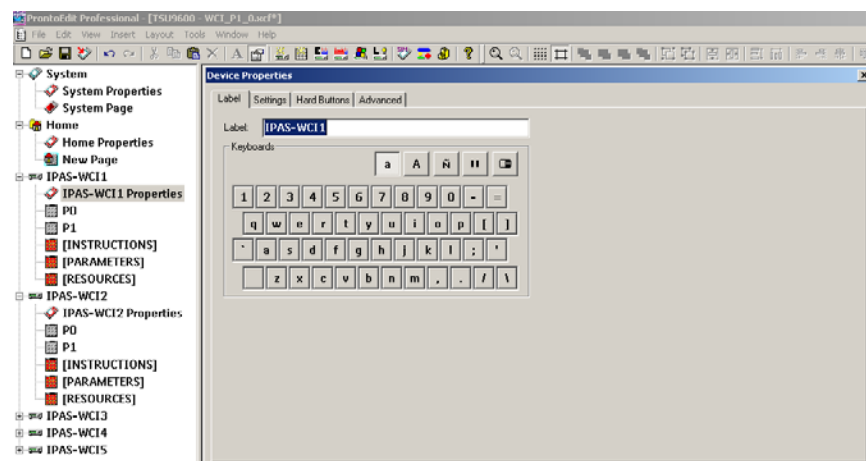 ProntoEdit Professional - [TSU9600 - WCI_P1_0.xcf*]
File Edit View Insert Layout Tools Window Help
System
System Properties
System Page
Home
Home Properties
New Page
IPAS-WCI1
IPAS-WCI1 Properties
P0
P1
[INSTRUCTIONS]
[PARAMETERS]
[RESOURCES]
IPAS-WCI2
IPAS-WCI2 Properties
P0
P1
[INSTRUCTIONS]
[PARAMETERS]
[RESOURCES]
IPAS-WCI3
IPAS-WCI4
IPAS-WCI5
Device Properties
Label Settings Hard Buttons Advanced
Label: IPAS-WCI1
Keyboards
a A Ñ
1 2 3 4 5 6 7 8 9 0 - =
q w e r t y u i o p [ ]
` a s d f g h j k l ; '
z x c v b n m , . / \